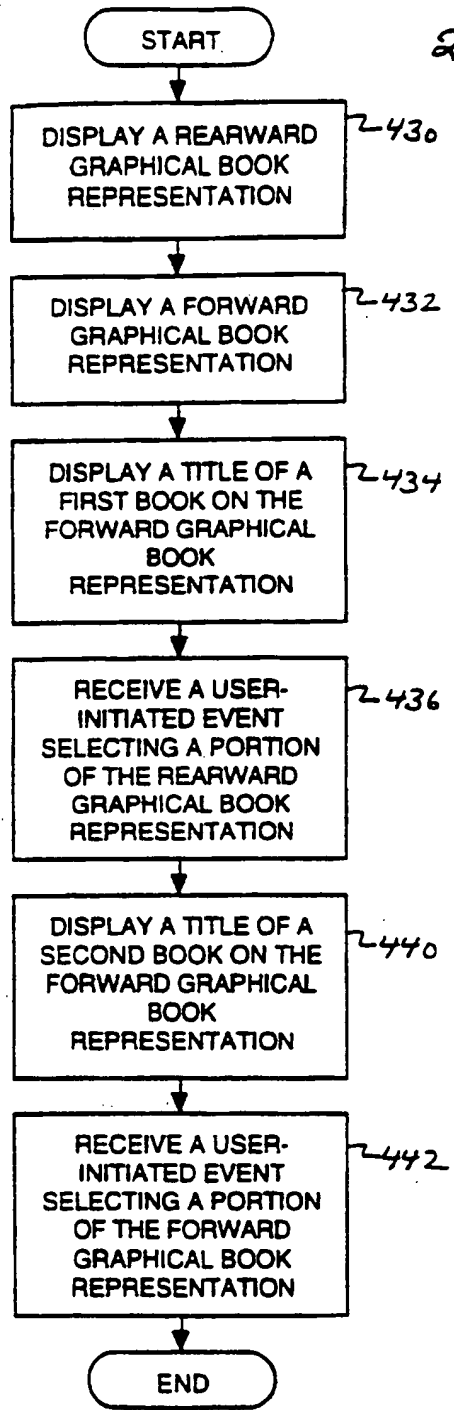 START
DISPLAY A REARWARD
GRAPHICAL BOOK
REPRESENTATION
430
DISPLAY A FORWARD
GRAPHICAL BOOK
REPRESENTATION
432
DISPLAY A TITLE OF A
FIRST BOOK ON THE
FORWARD GRAPHICAL
BOOK
REPRESENTATION
434
RECEIVE A USER-
INITIATED EVENT
SELECTING A PORTION
OF THE REARWARD
GRAPHICAL BOOK
REPRESENTATION
436
DISPLAY A TITLE OF A
SECOND BOOK ON THE
FORWARD GRAPHICAL
BOOK
REPRESENTATION
440
RECEIVE A USER-
INITIATED EVENT
SELECTING A PORTION
OF THE FORWARD
GRAPHICAL BOOK
REPRESENTATION
442
END